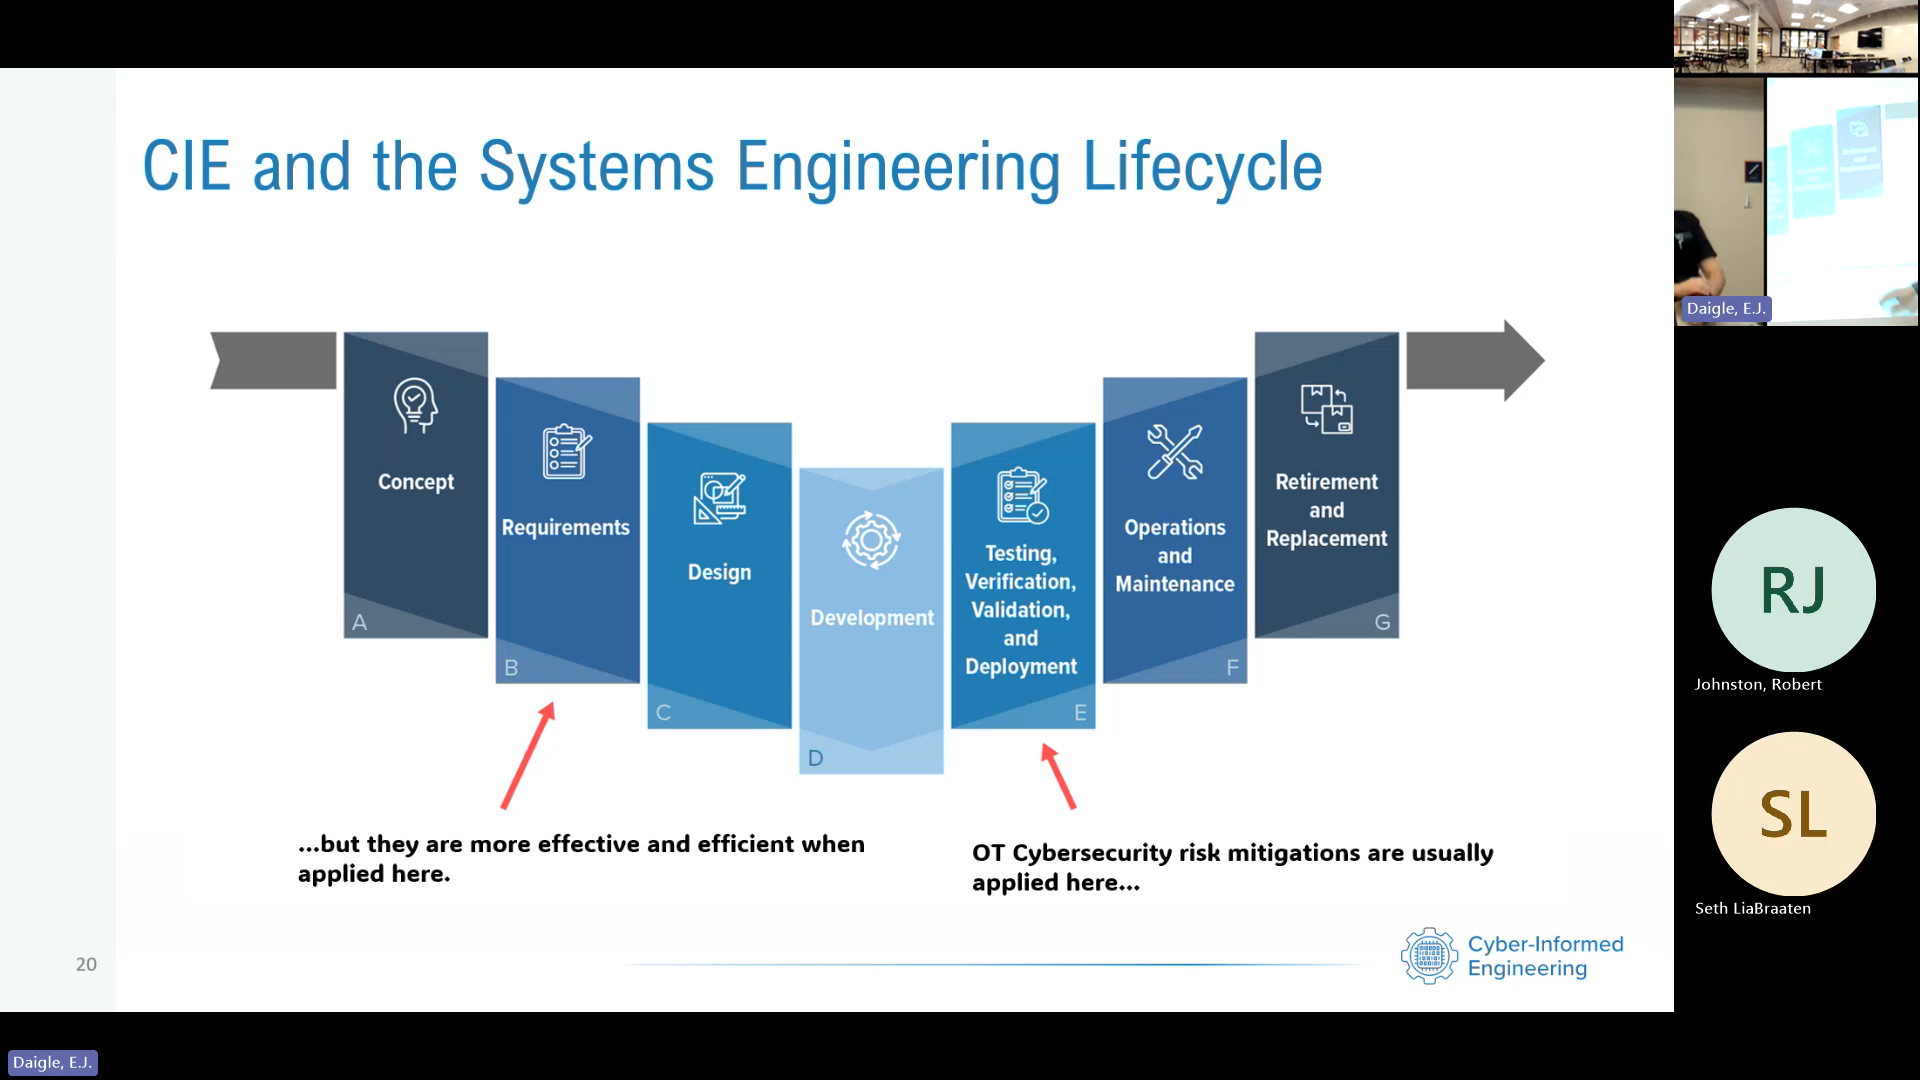 CIE and the Systems Engineering Lifecycle
Concept
A
Requirements
B
Design
C
Development
D
Testing,
Verification,
Validation,
and
Deployment
E
Operations
and
Maintenance
F
Retirement
and
Replacement
G
...but they are more effective and efficient when
applied here.
OT Cybersecurity risk mitigations are usually
applied here...
20
Cyber-Informed
Engineering
Daigle, E.J.
RJ
Johnston, Robert
SL
Seth LiaBraaten
Daigle, E.J.